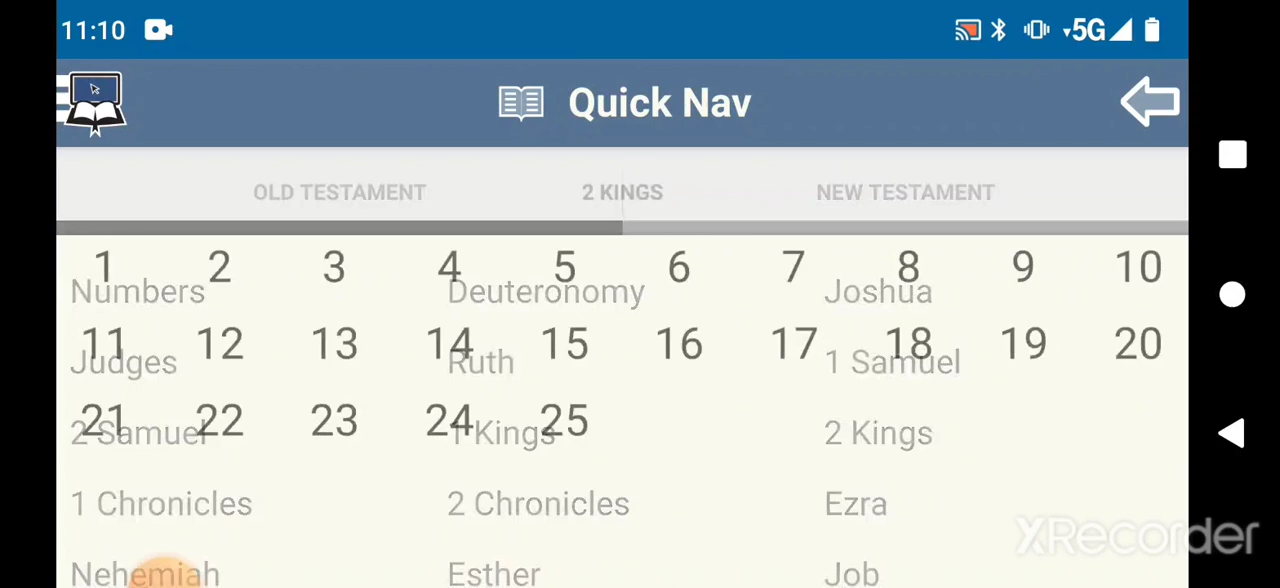 11:10 5G
Quick Nav
OLD TESTAMENT 2 KINGS NEW TESTAMENT
1 2 3 4 5 6 7 8 9 10
Numbers Deuteronomy Joshua
11 12 13 14 15 16 17 18 19 20
Judges Ruth 1 Samuel
21 22 23 24 25
2 Samuel 1 Kings 2 Kings
1 Chronicles 2 Chronicles Ezra
Nehemiah Esther Job
XRecorder